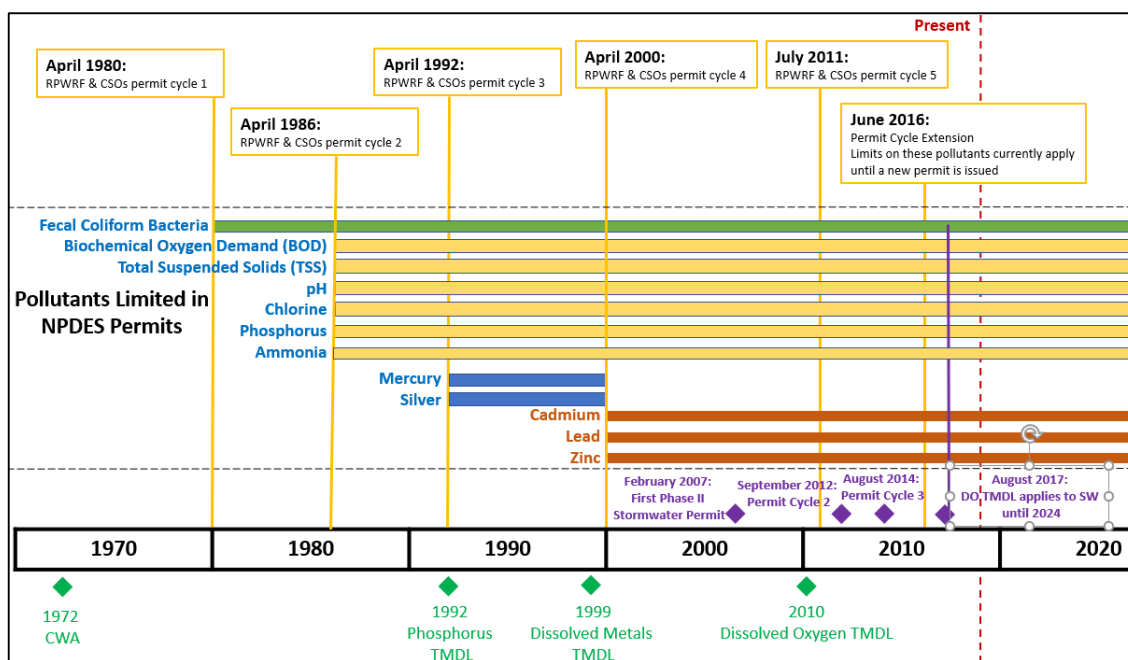 Present
April 1980:
RPWRF & CSOs permit cycle 1
April 1992:
RPWRF & CSOs permit cycle 3
April 2000:
RPWRF & CSOs permit cycle 4
July 2011:
RPWRF & CSOs permit cycle 5
April 1986:
RPWRF & CSOs permit cycle 2
June 2016:
Permit Cycle Extension
Limits on these pollutants currently apply
until a new permit is issued
Fecal Coliform Bacteria
Biochemical Oxygen Demand (BOD)
Total Suspended Solids (TSS)
pH
Chlorine
Phosphorus
Ammonia
Pollutants Limited in
NPDES Permits
Mercury
Silver
Cadmium
Lead
Zinc
February 2007:
First Phase II
Stormwater Permit
September 2012:
Permit Cycle 2
August 2014:
Permit Cycle 3
August 2017:
DO TMDL applies to SW
until 2024
1970
1980
1990
2000
2010
2020
1972
CWA
1992
Phosphorus
TMDL
1999
Dissolved Metals
TMDL
2010
Dissolved Oxygen TMDL